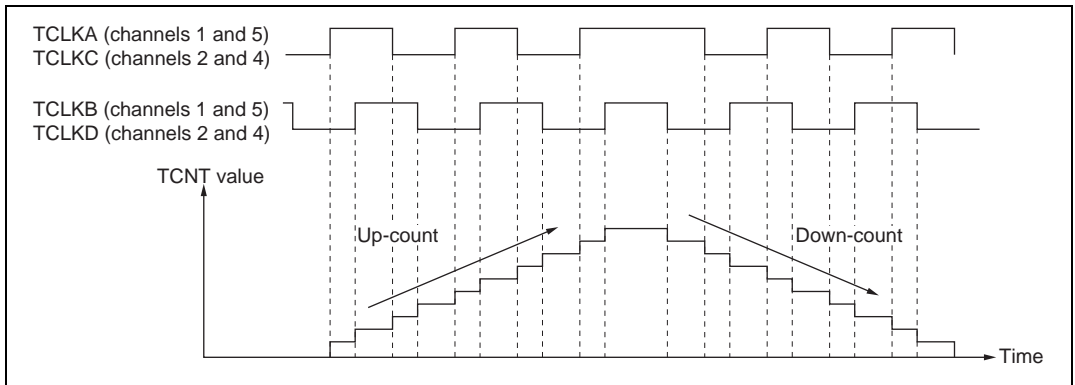 TCLKA (channels 1 and 5)
TCLKC (channels 2 and 4)
TCLKB (channels 1 and 5)
TCLKD (channels 2 and 4)
TCNT value
Up-count
Down-count
Time